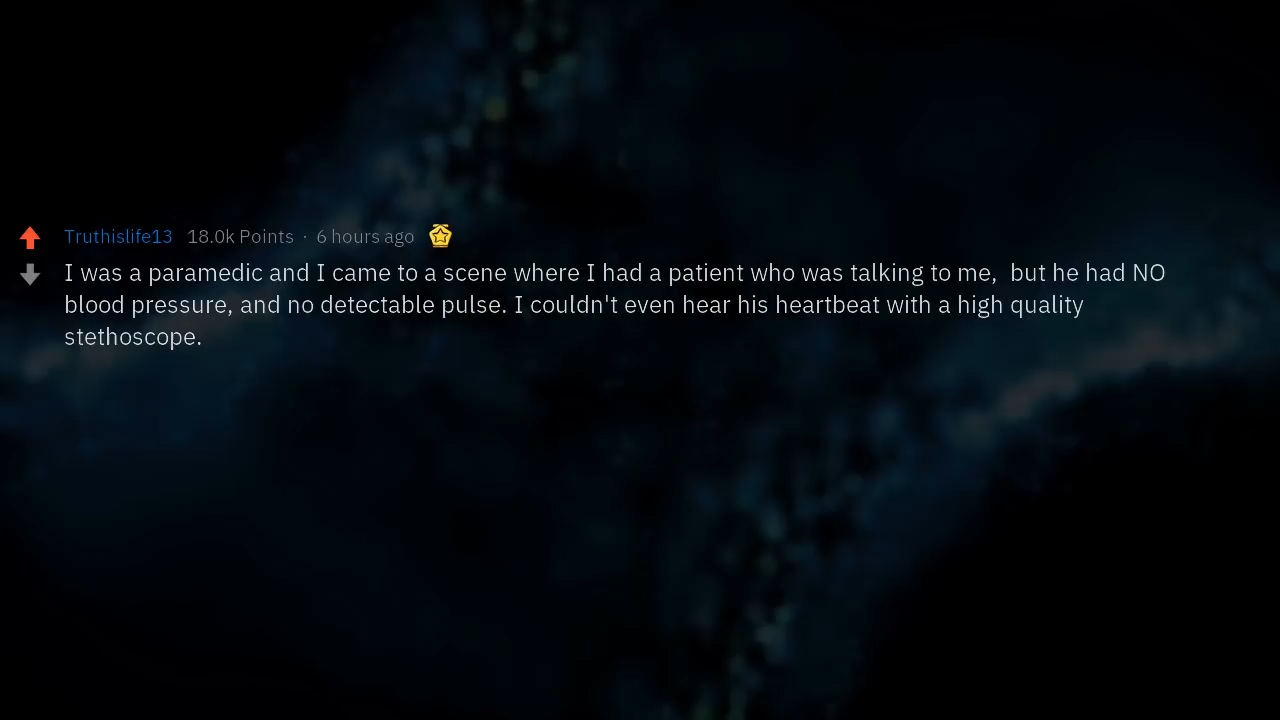 Truthislife13 18.0k Points · 6 hours ago
I was a paramedic and I came to a scene where I had a patient who was talking to me,  but he had NO
blood pressure, and no detectable pulse. I couldn't even hear his heartbeat with a high quality
stethoscope.